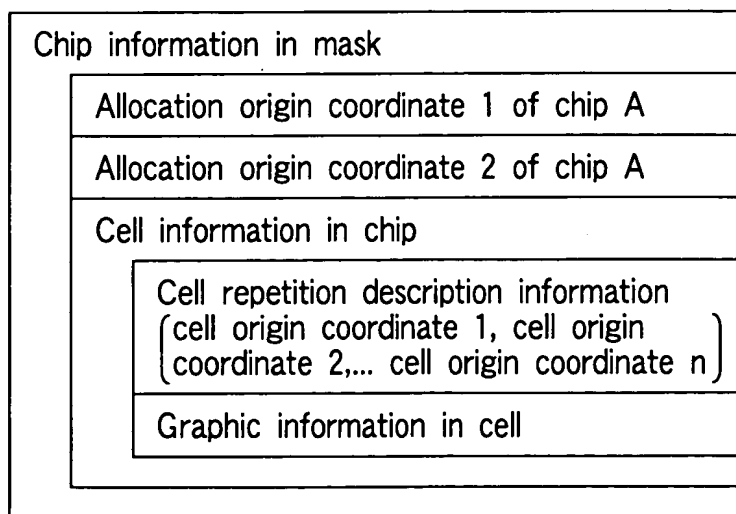 Chip information in mask
Allocation origin coordinate 1 of chip A
Allocation origin coordinate 2 of chip A
Cell information in chip
Cell repetition description information
(cell origin coordinate 1, cell origin
coordinate 2,... cell origin coordinate n)
Graphic information in cell